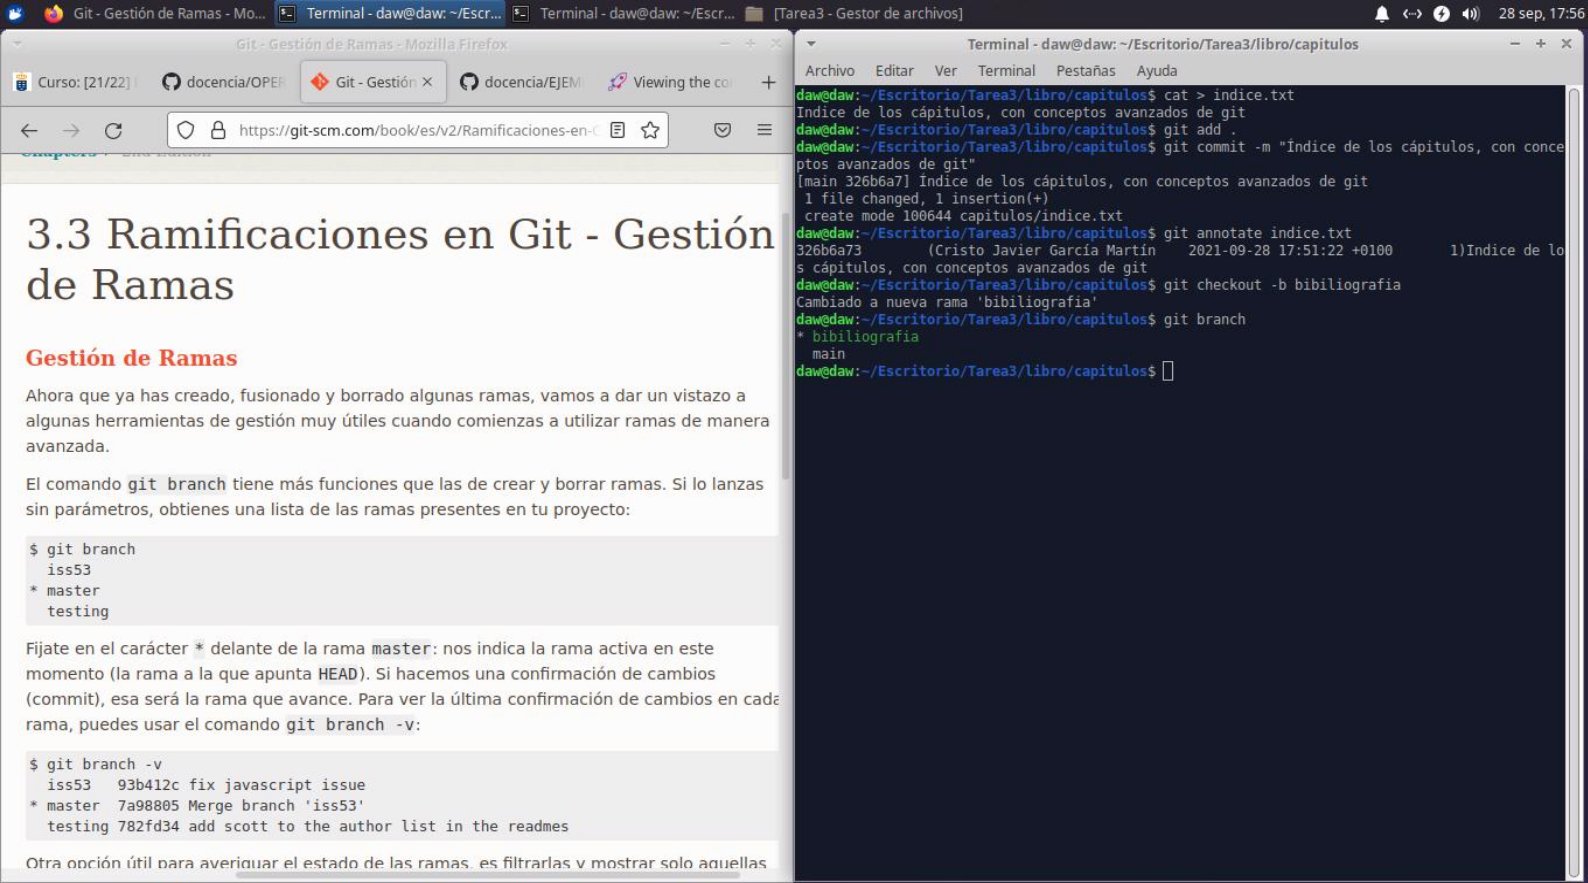 Git - Gestión de Ramas - Mo...
Terminal - daw@daw: ~/Escr...
Terminal - daw@daw: ~/Escr...
[Tarea3 - Gestor de archivos]
28 sep, 17:56
Git - Gestión de Ramas - Mozilla Firefox
Curso: [21/22]
docencia/OPER
Git - Gestión
docencia/EJEM
Viewing the co
https://git-scm.com/book/es/v2/Ramificaciones-en-G
Chapters 2nd Edition
3.3 Ramificaciones en Git - Gestión
de Ramas
Gestión de Ramas
Ahora que ya has creado, fusionado y borrado algunas ramas, vamos a dar un vistazo a
algunas herramientas de gestión muy útiles cuando comienzas a utilizar ramas de manera
avanzada.
El comando git branch tiene más funciones que las de crear y borrar ramas. Si lo lanzas
sin parámetros, obtienes una lista de las ramas presentes en tu proyecto:
$ git branch
iss53
* master
testing
Fijate en el carácter * delante de la rama master: nos indica la rama activa en este
momento (la rama a la que apunta HEAD). Si hacemos una confirmación de cambios
(commit), esa será la rama que avance. Para ver la última confirmación de cambios en cada
rama, puedes usar el comando git branch -v:
$ git branch -v
iss53 93b412c fix javascript issue
* master 7a98805 Merge branch 'iss53'
testing 782fd34 add scott to the author list in the readmes
Otra opción útil para averiguar el estado de las ramas, es filtrarlas y mostrar solo aquellas
Terminal - daw@daw: ~/Escritorio/Tarea3/libro/capitulos
Archivo Editar Ver Terminal Pestañas Ayuda
daw@daw:~/Escritorio/Tarea3/libro/capitulos$ cat > indice.txt
Indice de los cápitulos, con conceptos avanzados de git
daw@daw:~/Escritorio/Tarea3/libro/capitulos$ git add .
daw@daw:~/Escritorio/Tarea3/libro/capitulos$ git commit -m "Índice de los cápitulos, con conce
ptos avanzados de git"
[main 326b6a7] Índice de los cápitulos, con conceptos avanzados de git
1 file changed, 1 insertion(+)
create mode 100644 capitulos/indice.txt
daw@daw:~/Escritorio/Tarea3/libro/capitulos$ git annotate indice.txt
326b6a73 (Cristo Javier García Martín 2021-09-28 17:51:22 +0100 1)Indice de lo
s cápitulos, con conceptos avanzados de git
daw@daw:~/Escritorio/Tarea3/libro/capitulos$ git checkout -b bibiliografia
Cambiado a nueva rama 'bibiliografia'
daw@daw:~/Escritorio/Tarea3/libro/capitulos$ git branch
* bibiliografia
main
daw@daw:~/Escritorio/Tarea3/libro/capitulos$